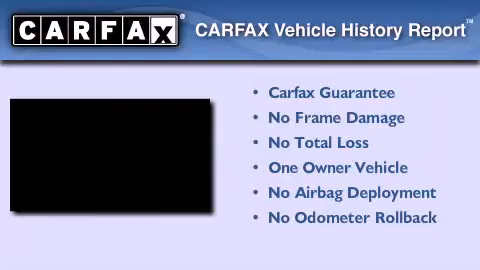 CARFAX® CARFAX Vehicle History Report™
• Carfax Guarantee
• No Frame Damage
• No Total Loss
• One Owner Vehicle
• No Airbag Deployment
• No Odometer Rollback